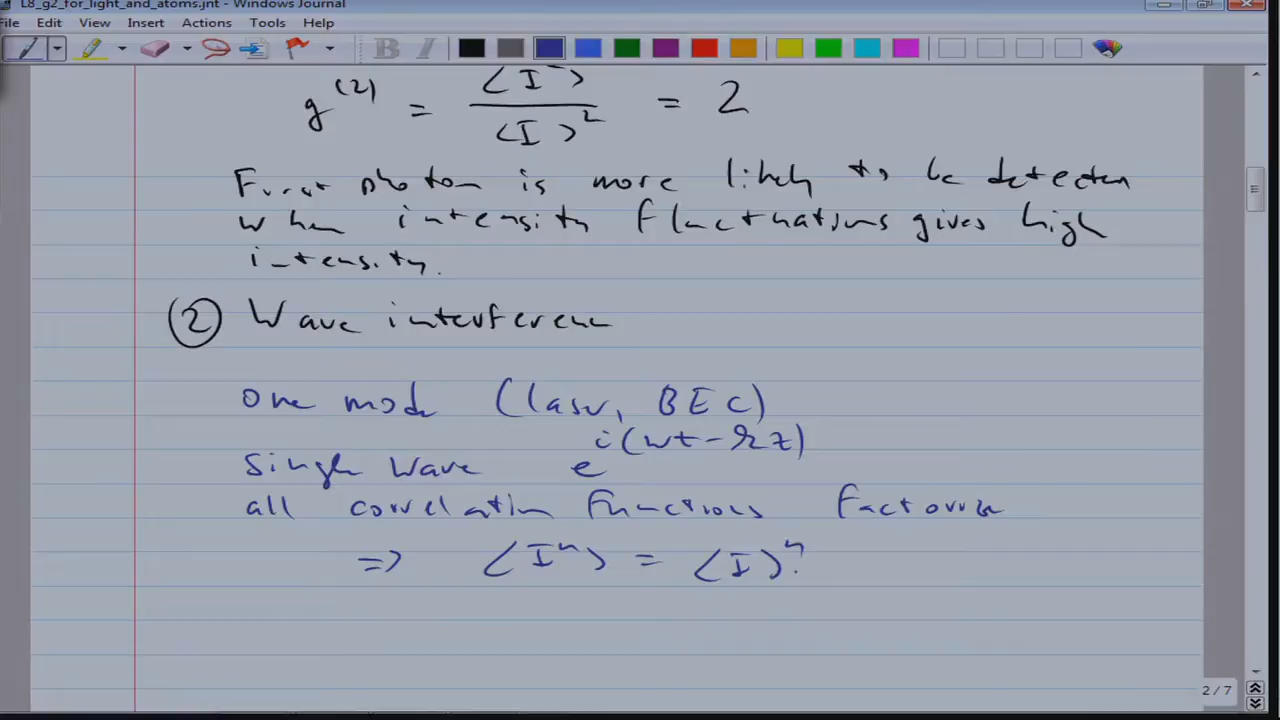 L8_g2_for_light_and_atoms.jnt - Windows Journal
File Edit View Insert Actions Tools Help
B I
g(2) = ⟨I²⟩ / ⟨I⟩² = 2
First photon is more likely to be detected
when intensity fluctuations gives high
intensity.
② Wave interference
one mode (laser, BEC)
single wave e^i(ωt-kz)
all correlation functions factorize
=> ⟨Iⁿ⟩ = ⟨I⟩ⁿ
2 / 7